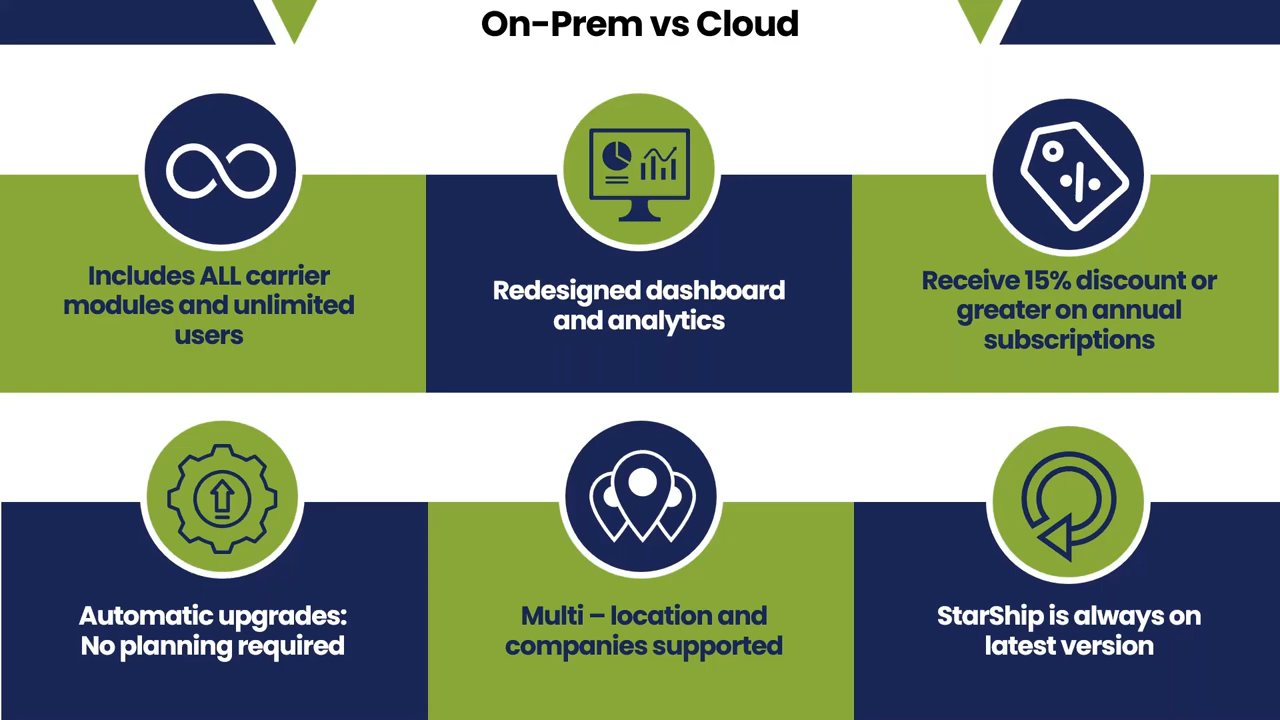 On-Prem vs Cloud
Includes ALL carrier
modules and unlimited
users
Redesigned dashboard
and analytics
Receive 15% discount or
greater on annual
subscriptions
Automatic upgrades:
No planning required
Multi – location and
companies supported
StarShip is always on
latest version